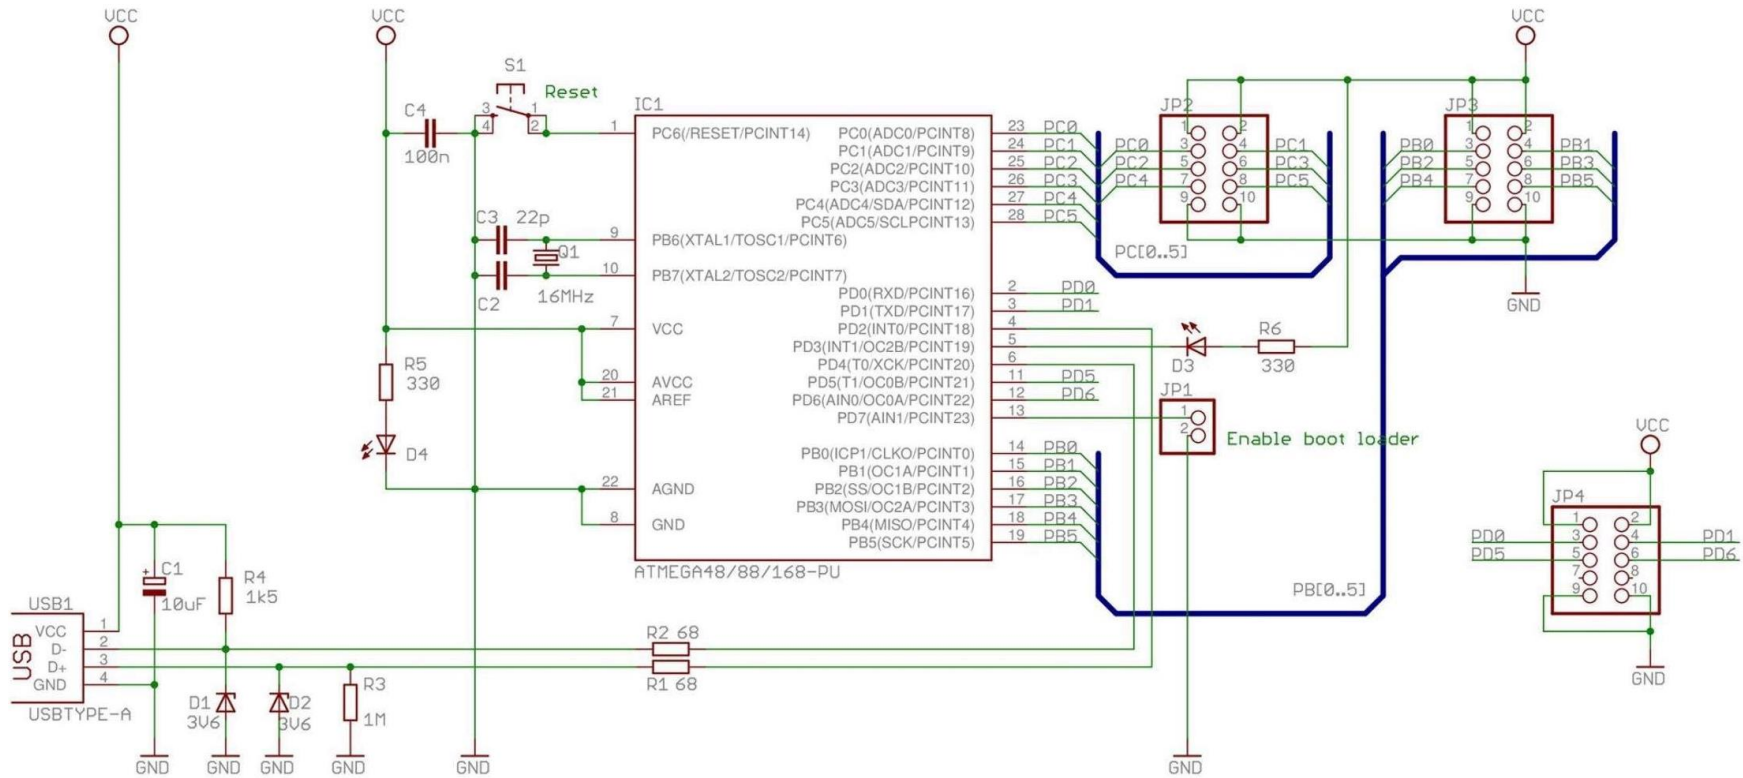 VCC
VCC
VCC
S1
Reset
C4
100n
3
4
1
2
IC1
1
PC6(/RESET/PCINT14)
PC0(ADC0/PCINT8)
23
PC0
PC1(ADC1/PCINT9)
24
PC1
PC2(ADC2/PCINT10)
25
PC2
PC3(ADC3/PCINT11)
26
PC3
PC4(ADC4/SDA/PCINT12)
27
PC4
PC5(ADC5/SCLPCINT13)
28
PC5
JP2
1
2
PC0
3
4
PC1
PC2
5
6
PC3
PC4
7
8
PC5
9
10
PC[0..5]
JP3
1
2
PB0
3
4
PB1
PB2
5
6
PB3
PB4
7
8
PB5
9
10
GND
C3
22p
9
PB6(XTAL1/TOSC1/PCINT6)
Q1
10
PB7(XTAL2/TOSC2/PCINT7)
C2
16MHz
PD0(RXD/PCINT16)
2
PD0
PD1(TXD/PCINT17)
3
PD1
7
VCC
PD2(INT0/PCINT18)
4
PD3(INT1/OC2B/PCINT19)
5
D3
R6
330
PD4(T0/XCK/PCINT20)
6
R5
330
20
AVCC
PD5(T1/OC0B/PCINT21)
11
PD5
21
AREF
PD6(AIN0/OC0A/PCINT22)
12
PD6
PD7(AIN1/PCINT23)
13
JP1
1
2
Enable boot loader
D4
PB0(ICP1/CLKO/PCINT0)
14
PB0
PB1(OC1A/PCINT1)
15
PB1
22
AGND
PB2(SS/OC1B/PCINT2)
16
PB2
PB3(MOSI/OC2A/PCINT3)
17
PB3
8
GND
PB4(MISO/PCINT4)
18
PB4
PB5(SCK/PCINT5)
19
PB5
ATMEGA48/88/168-PU
PB[0..5]
VCC
JP4
1
2
PD0
3
4
PD1
PD5
5
6
PD6
7
8
9
10
GND
+
C1
10uF
R4
1k5
USB1
USB
VCC
1
D-
2
D+
3
GND
4
USBTYPE-A
R2 68
R1 68
D1
3V6
D2
3V6
R3
1M
GND
GND
GND
GND
GND
GND